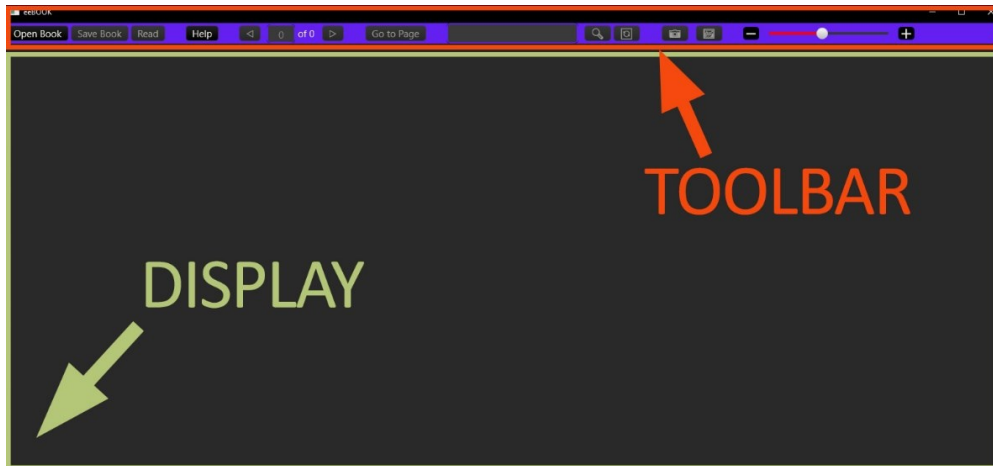 eeBOOK
Open Book Save Book Read Help 0 of 0 Go to Page
TOOLBAR
DISPLAY